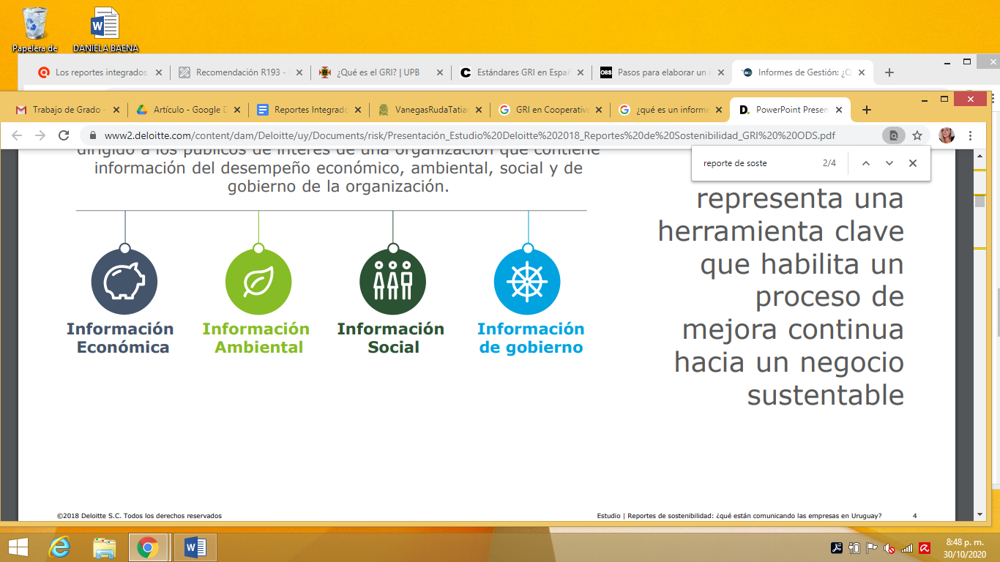 Papelera de
DANIELA BAENA
Los reportes integrados
Recomendación R193 -
¿Qué es el GRI? | UPB
Estándares GRI en Espa
OBS
Pasos para elaborar un i
Informes de Gestión: ¿Q
Trabajo de Grado -
Artículo - Google D
Reportes Integrado
VanegasRudaTatia
GRI en Cooperativa
¿qué es un informe
D.
PowerPoint Presen
www2.deloitte.com/content/dam/Deloitte/uy/Documents/risk/Presentación_Estudio%20Deloitte%202018_Reportes%20de%20Sostenibilidad_GRI%20%20ODS.pdf
reporte de soste 2/4
dirigido a los públicos de interés de una organización que contiene
información del desempeño económico, ambiental, social y de
gobierno de la organización.
Información
Económica
Información
Ambiental
Información
Social
Información
de gobierno
representa una
herramienta clave
que habilita un
proceso de
mejora continua
hacia un negocio
sustentable
©2018 Deloitte S.C. Todos los derechos reservados
Estudio | Reportes de sostenibilidad: ¿qué están comunicando las empresas en Uruguay? 4
8:48 p. m.
30/10/2020